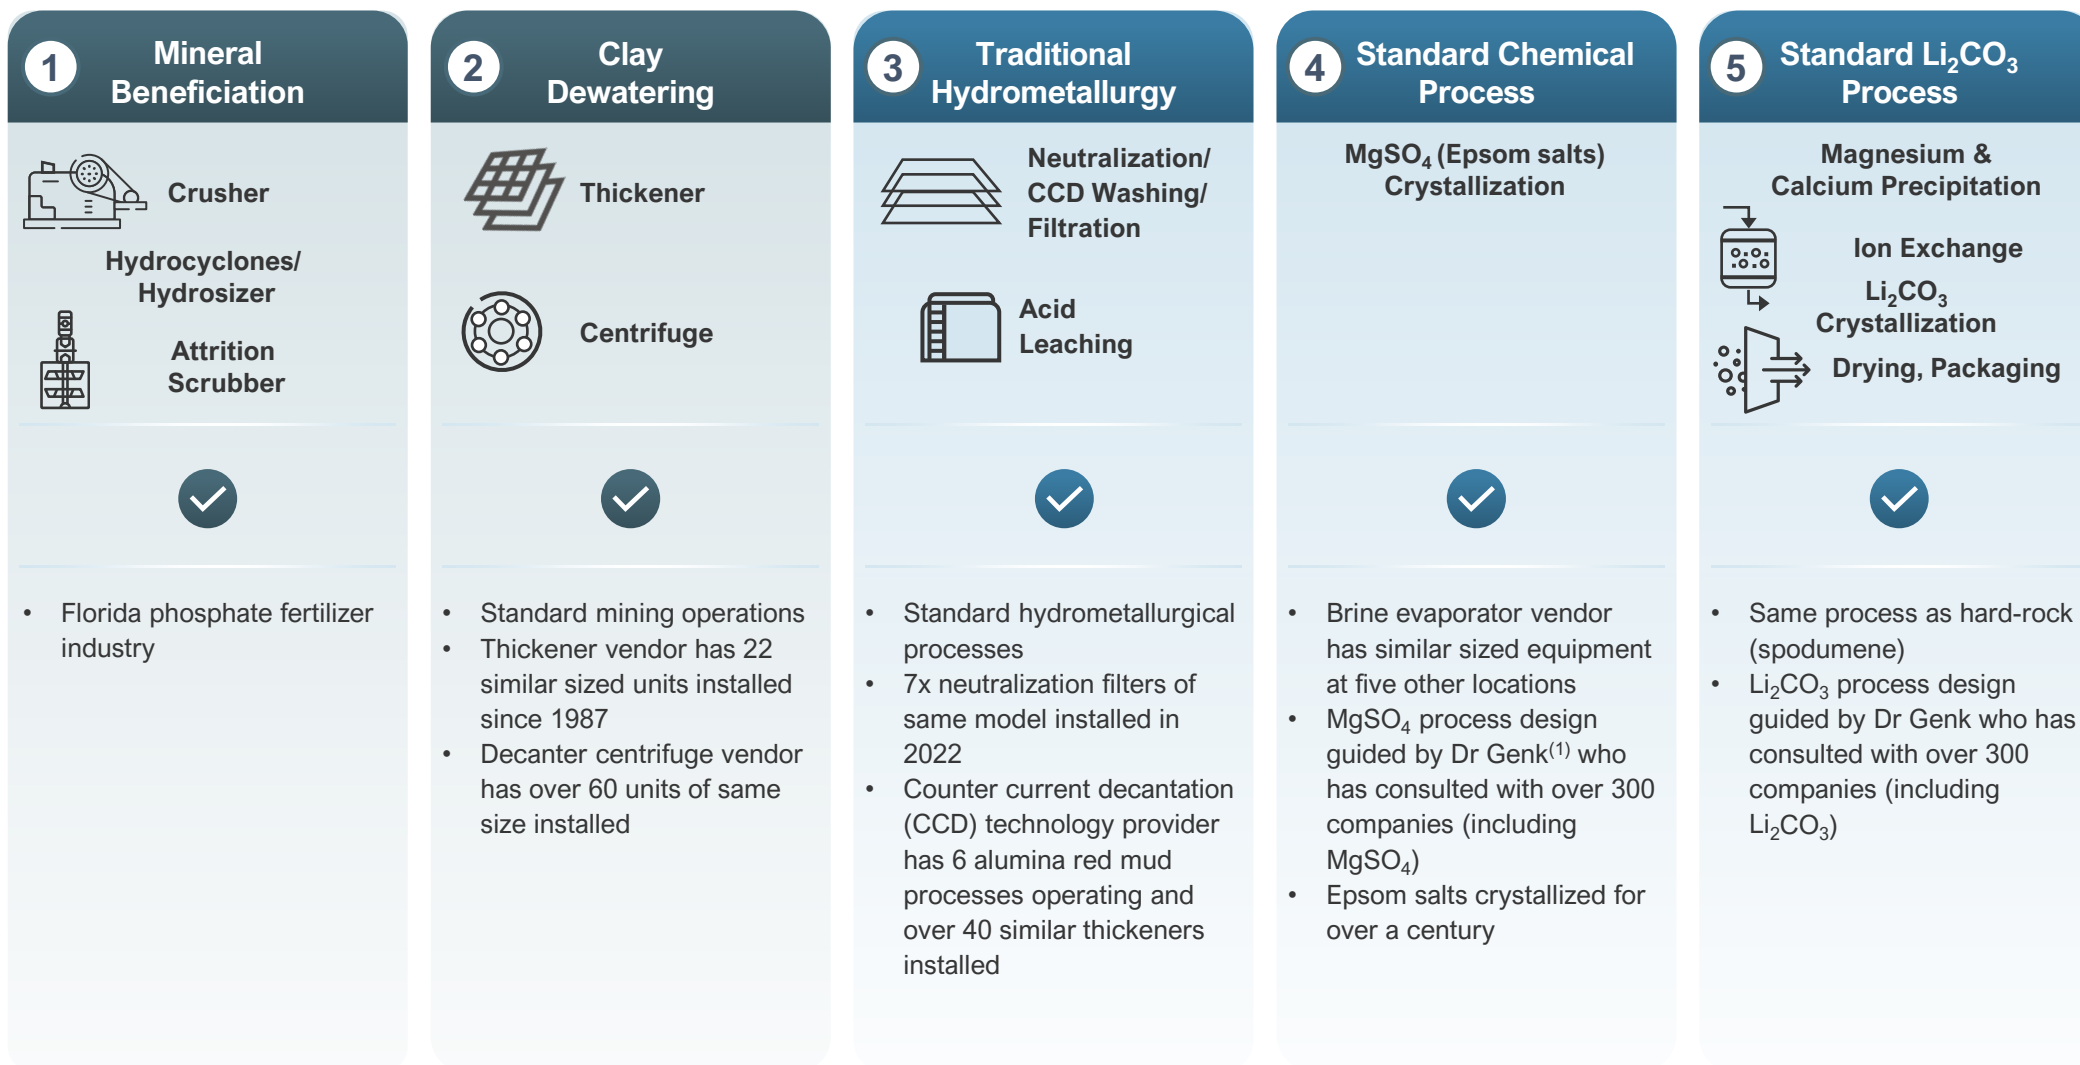 1
Mineral
Beneficiation
Crusher
Hydrocyclones/
Hydrosizer
Attrition
Scrubber
• Florida phosphate fertilizer
industry
2
Clay
Dewatering
Thickener
Centrifuge
• Standard mining operations
• Thickener vendor has 22
similar sized units installed
since 1987
• Decanter centrifuge vendor
has over 60 units of same
size installed
3
Traditional
Hydrometallurgy
Neutralization/
CCD Washing/
Filtration
Acid
Leaching
• Standard hydrometallurgical
processes
• 7x neutralization filters of
same model installed in
2022
• Counter current decantation
(CCD) technology provider
has 6 alumina red mud
processes operating and
over 40 similar thickeners
installed
4
Standard Chemical
Process
MgSO₄ (Epsom salts)
Crystallization
• Brine evaporator vendor
has similar sized equipment
at five other locations
• MgSO₄ process design
guided by Dr Genk⁽¹⁾ who
has consulted with over 300
companies (including
MgSO₄)
• Epsom salts crystallized for
over a century
5
Standard Li₂CO₃
Process
Magnesium &
Calcium Precipitation
Ion Exchange
Li₂CO₃
Crystallization
Drying, Packaging
• Same process as hard-rock
(spodumene)
• Li₂CO₃ process design
guided by Dr Genk who has
consulted with over 300
companies (including
Li₂CO₃)